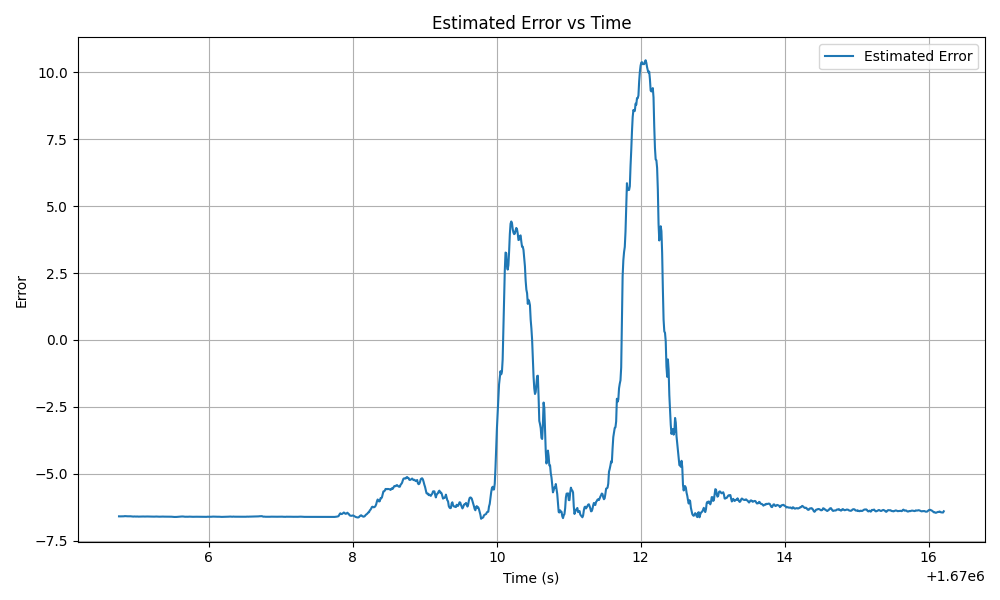 Estimated Error vs Time
Estimated Error
10.0
7.5
5.0
2.5
0.0
−2.5
−5.0
−7.5
Error
6 8 10 12 14 16
Time (s)
+1.67e6